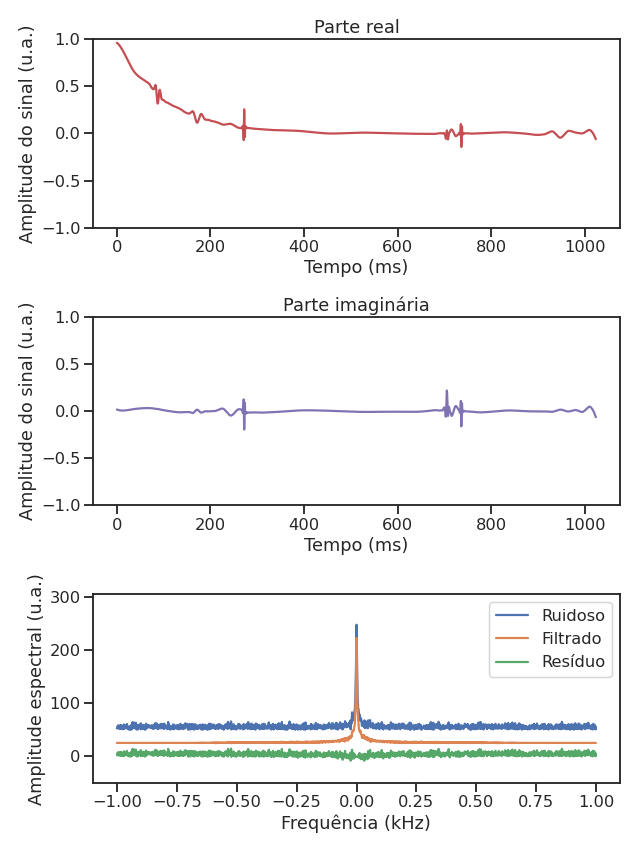 Parte real
Amplitude do sinal (u.a.)
1.0
0.5
0.0
−0.5
−1.0
0 200 400 600 800 1000
Tempo (ms)
Parte imaginária
Amplitude do sinal (u.a.)
1.0
0.5
0.0
−0.5
−1.0
0 200 400 600 800 1000
Tempo (ms)
Amplitude espectral (u.a.)
300
200
100
0
Ruidoso
Filtrado
Resíduo
−1.00 −0.75 −0.50 −0.25 0.00 0.25 0.50 0.75 1.00
Frequência (kHz)